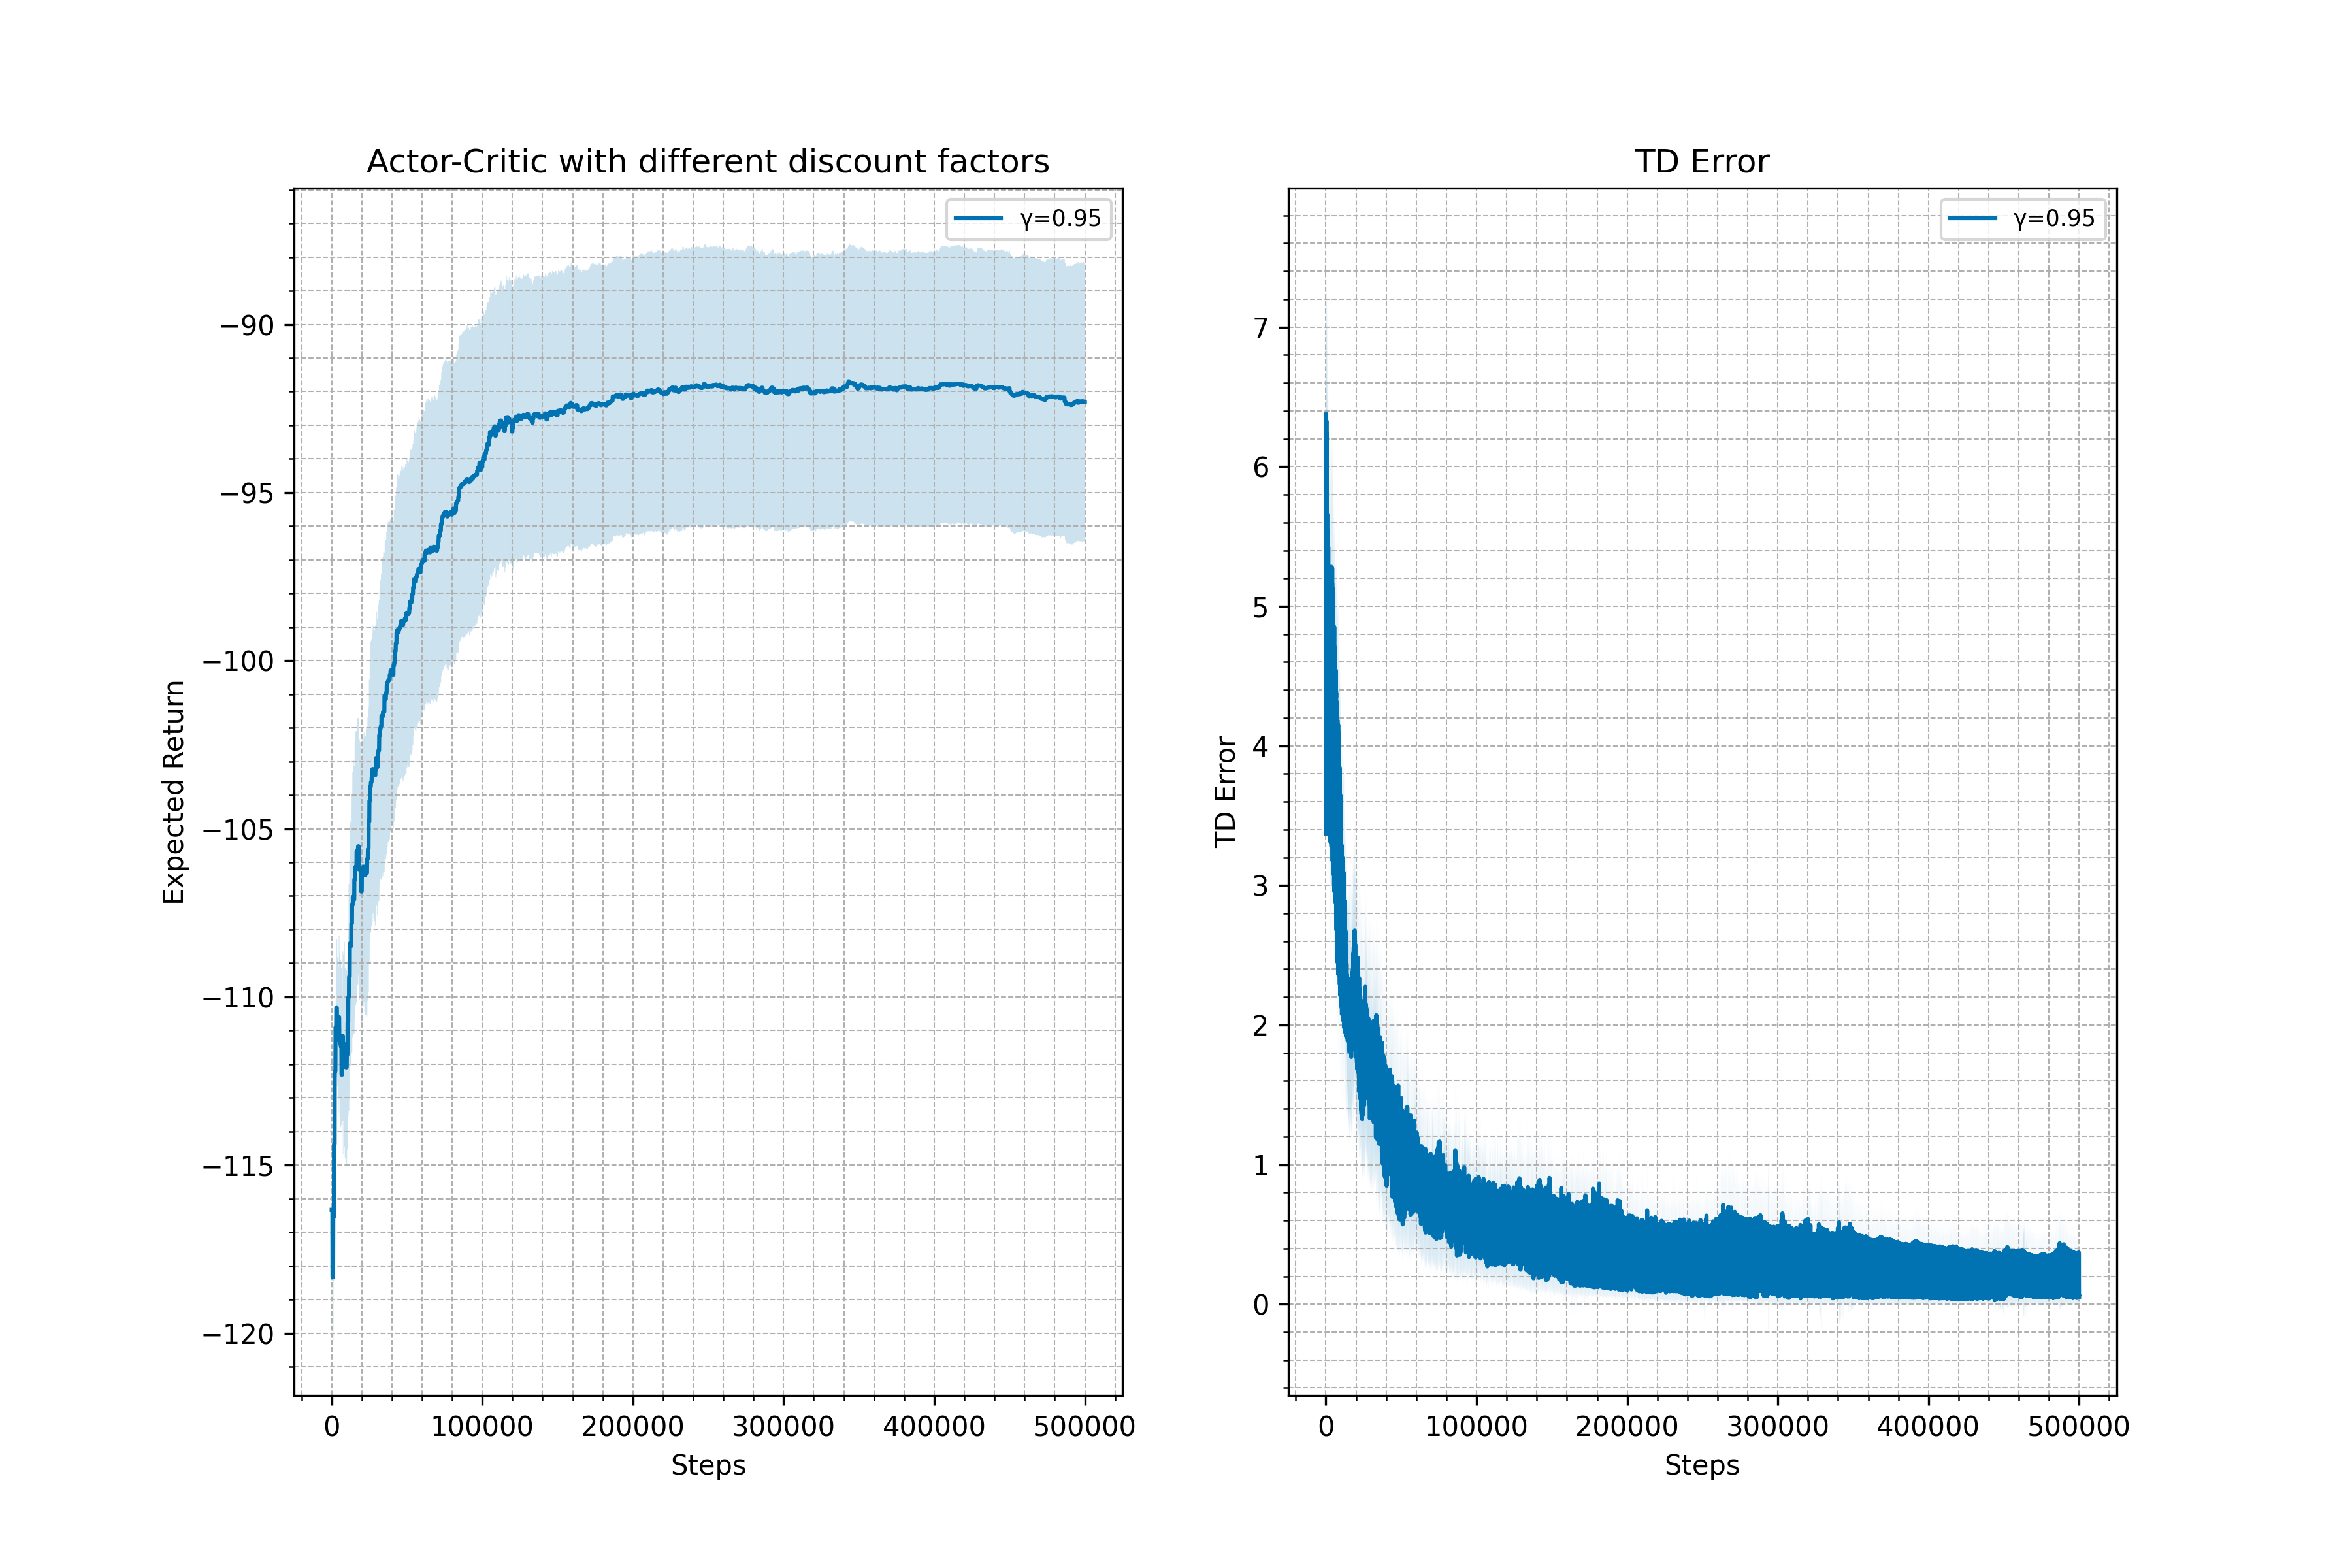 Actor-Critic with different discount factors
γ=0.95
−90
−95
−100
−105
−110
−115
−120
Expected Return
0 100000 200000 300000 400000 500000
Steps
TD Error
γ=0.95
7
6
5
4
3
2
1
0
TD Error
0 100000 200000 300000 400000 500000
Steps